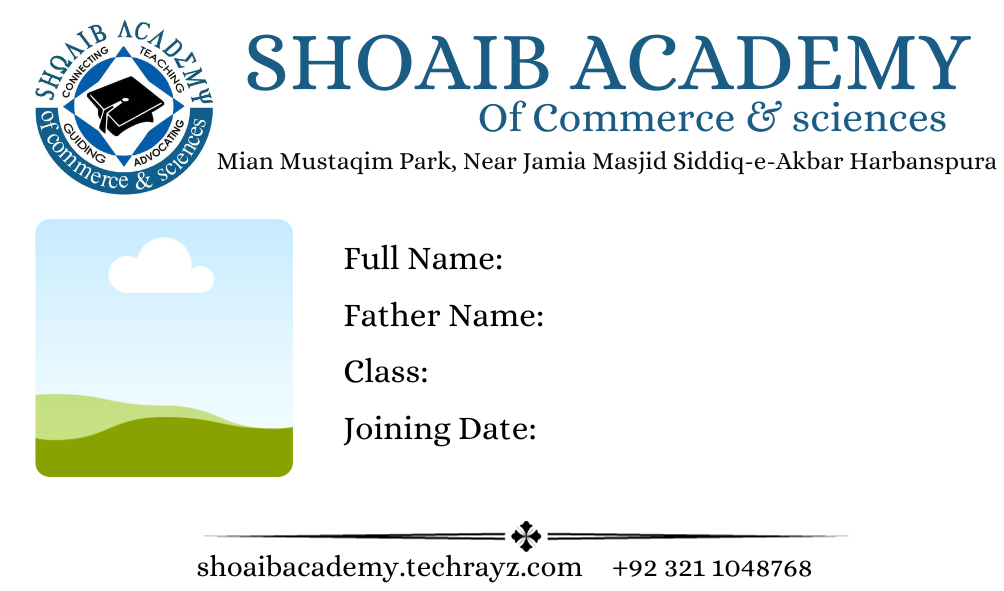 SHOAIB ACADEMY
CONNECTING
TEACHING
GUIDING
ADVOCATING
of commerce & sciences
SHOAIB ACADEMY
Of Commerce & sciences
Mian Mustaqim Park, Near Jamia Masjid Siddiq-e-Akbar Harbanspura
Full Name:
Father Name:
Class:
Joining Date:
shoaibacademy.techrayz.com +92 321 1048768